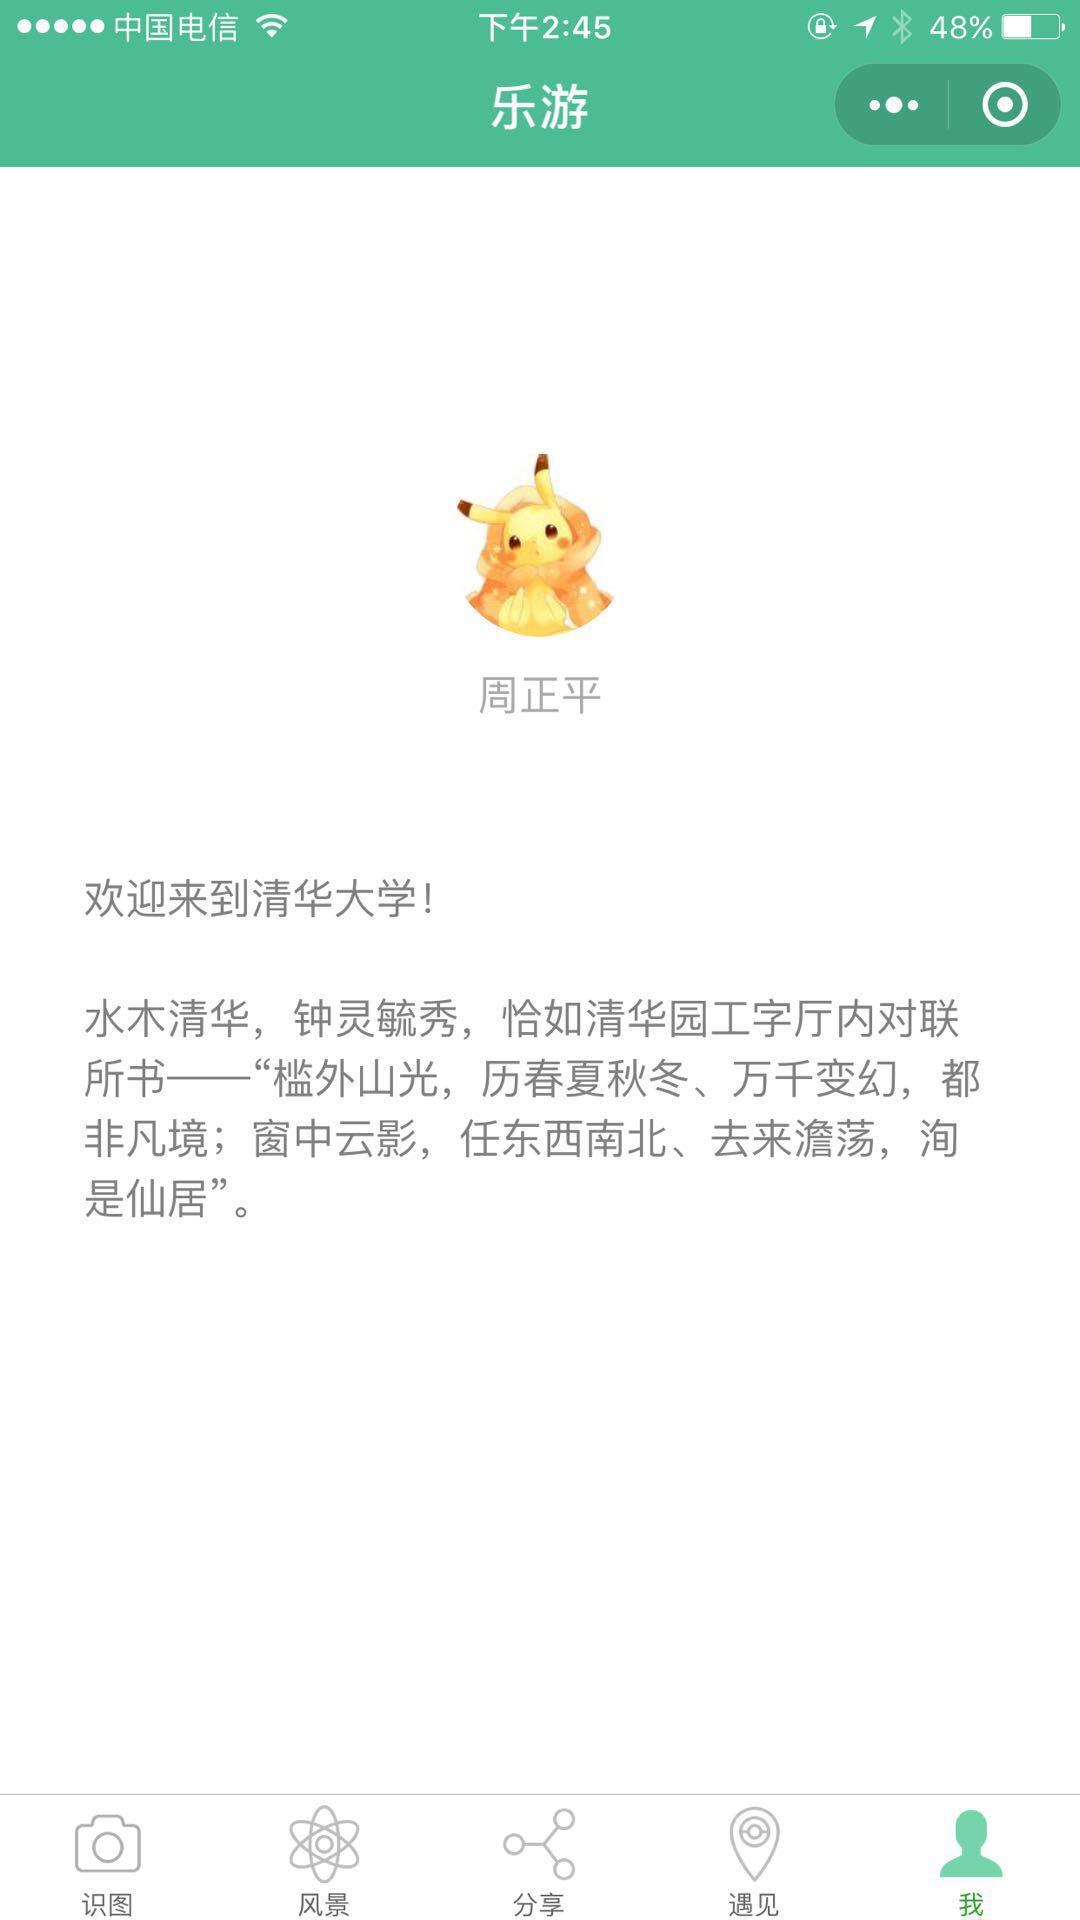 中国电信 下午2:45 48%
乐游
周正平
欢迎来到清华大学！
水木清华，钟灵毓秀，恰如清华园工字厅内对联
所书——“槛外山光，历春夏秋冬、万千变幻，都
非凡境；窗中云影，任东西南北、去来澹荡，洵
是仙居”。
识图 风景 分享 遇见 我